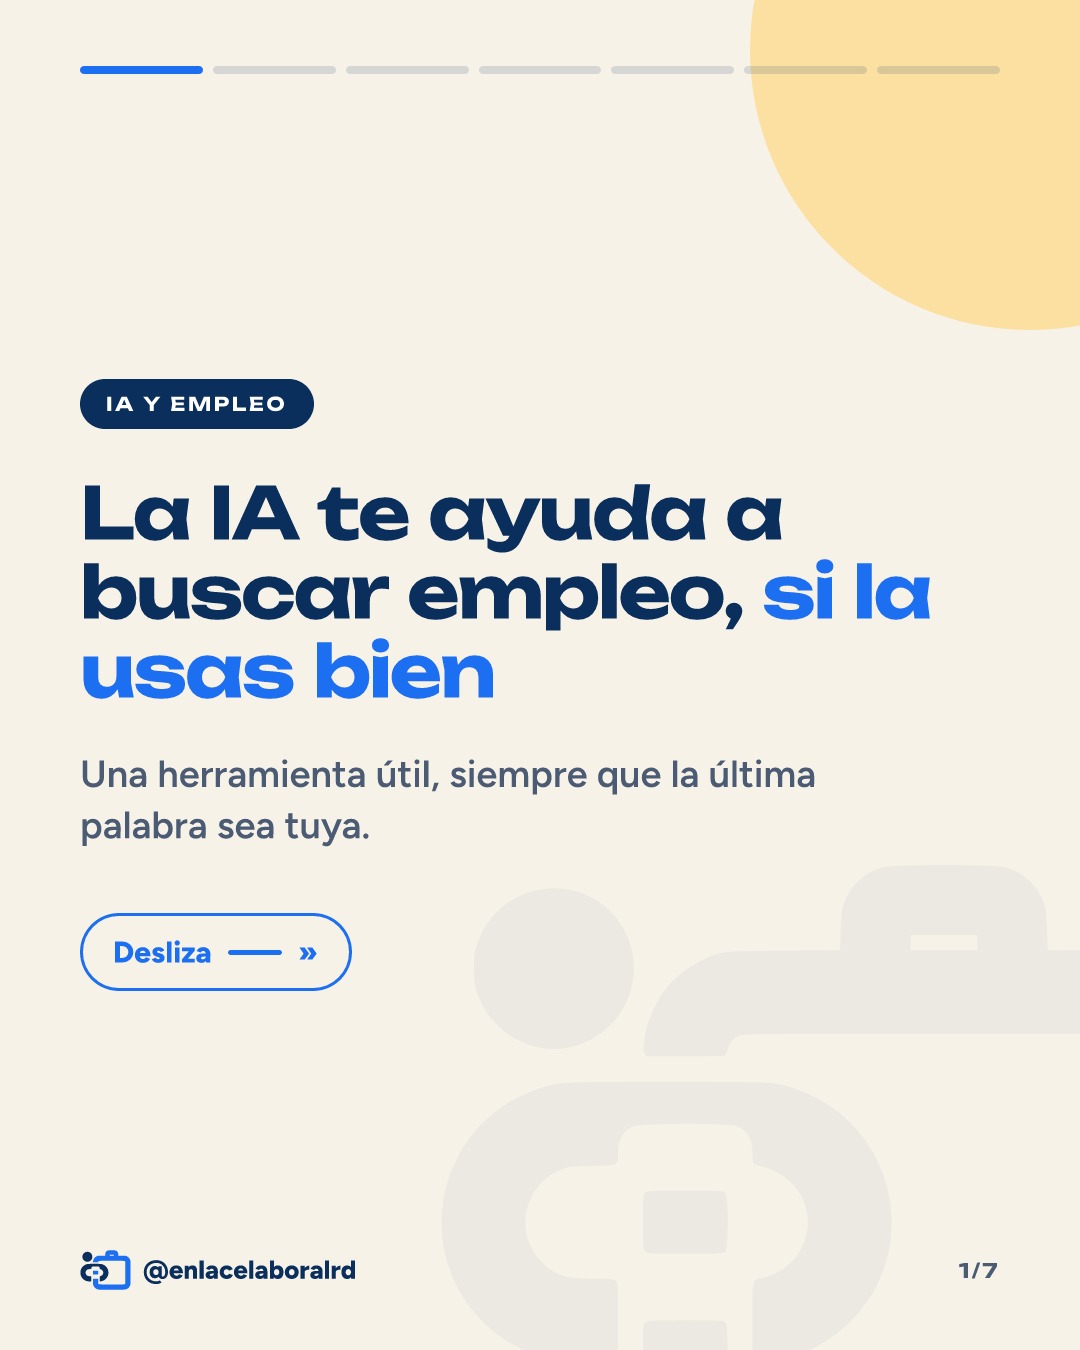 IA Y EMPLEO
La IA te ayuda a
buscar empleo, si la
usas bien
Una herramienta útil, siempre que la última
palabra sea tuya.
Desliza — »
@enlacelaboralrd
1/7